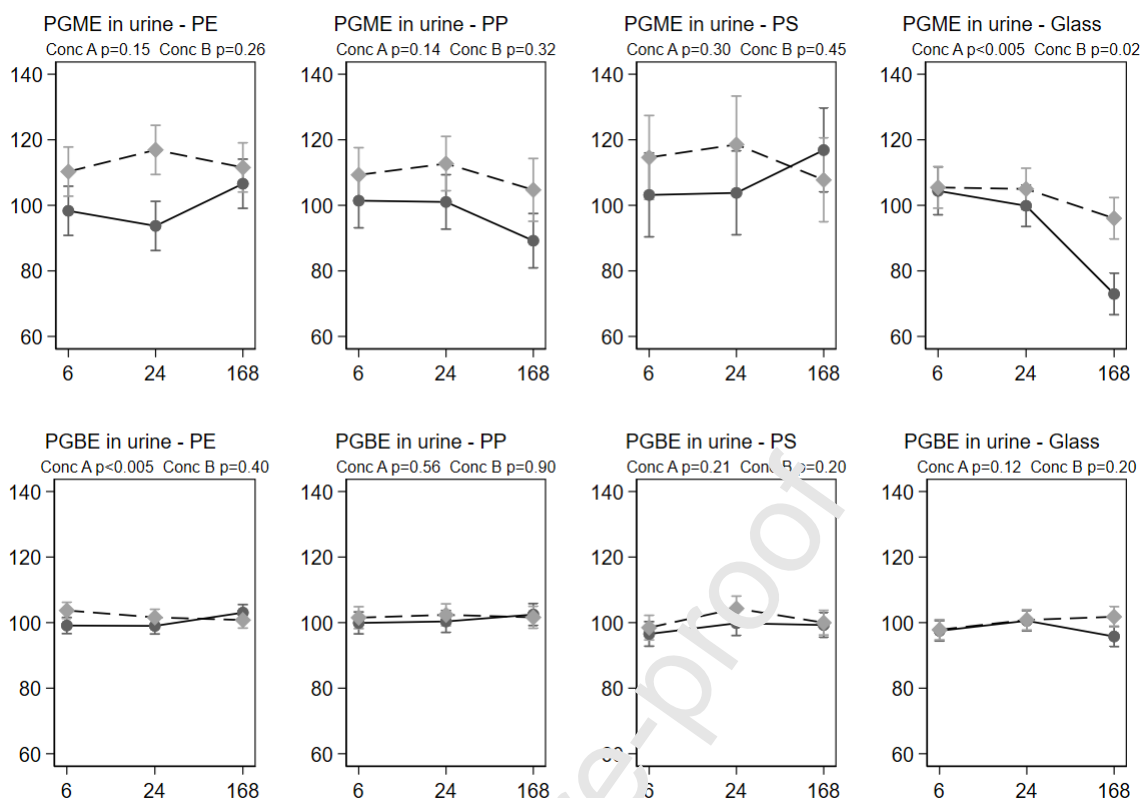 PGME in urine - PE
Conc A p=0.15 Conc B p=0.26
140
120
100
80
60
6 24 168
PGME in urine - PP
Conc A p=0.14 Conc B p=0.32
140
120
100
80
60
6 24 168
PGME in urine - PS
Conc A p=0.30 Conc B p=0.45
140
120
100
80
60
6 24 168
PGME in urine - Glass
Conc A p<0.005 Conc B p=0.02
140
120
100
80
60
6 24 168
PGBE in urine - PE
Conc A p<0.005 Conc B p=0.40
140
120
100
80
60
6 24 168
PGBE in urine - PP
Conc A p=0.56 Conc B p=0.90
140
120
100
80
60
6 24 168
PGBE in urine - PS
Conc A p=0.21 Conc B p=0.20
140
120
100
80
60
6 24 168
PGBE in urine - Glass
Conc A p=0.12 Conc B p=0.20
140
120
100
80
60
6 24 168
re-proof